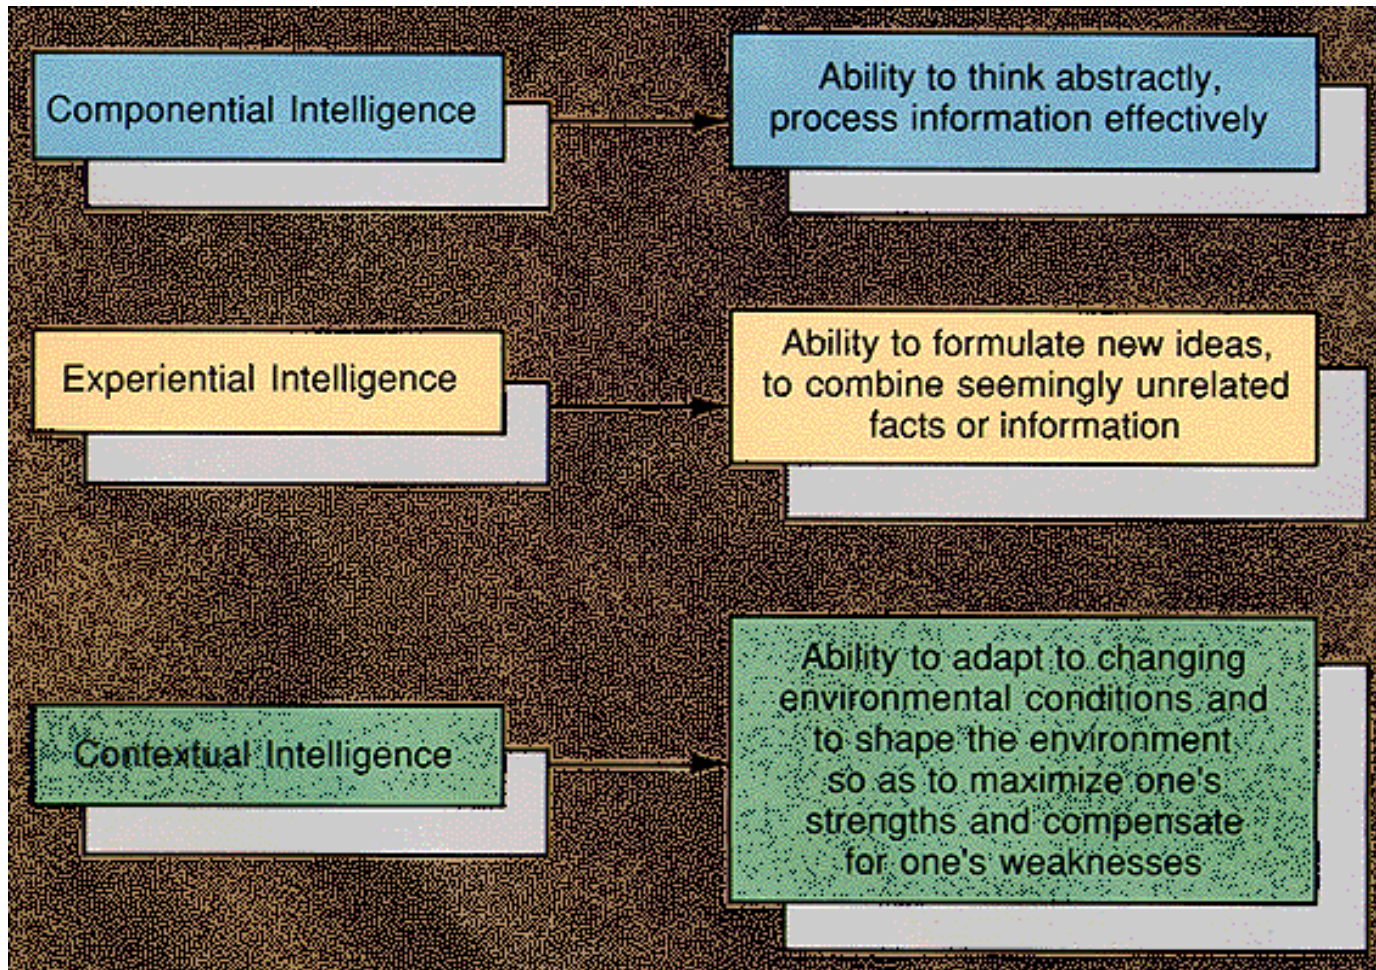 Componential Intelligence
Ability to think abstractly,
process information effectively
Experiential Intelligence
Ability to formulate new ideas,
to combine seemingly unrelated
facts or information
Contextual Intelligence
Ability to adapt to changing
environmental conditions and
to shape the environment
so as to maximize one's
strengths and compensate
for one's weaknesses